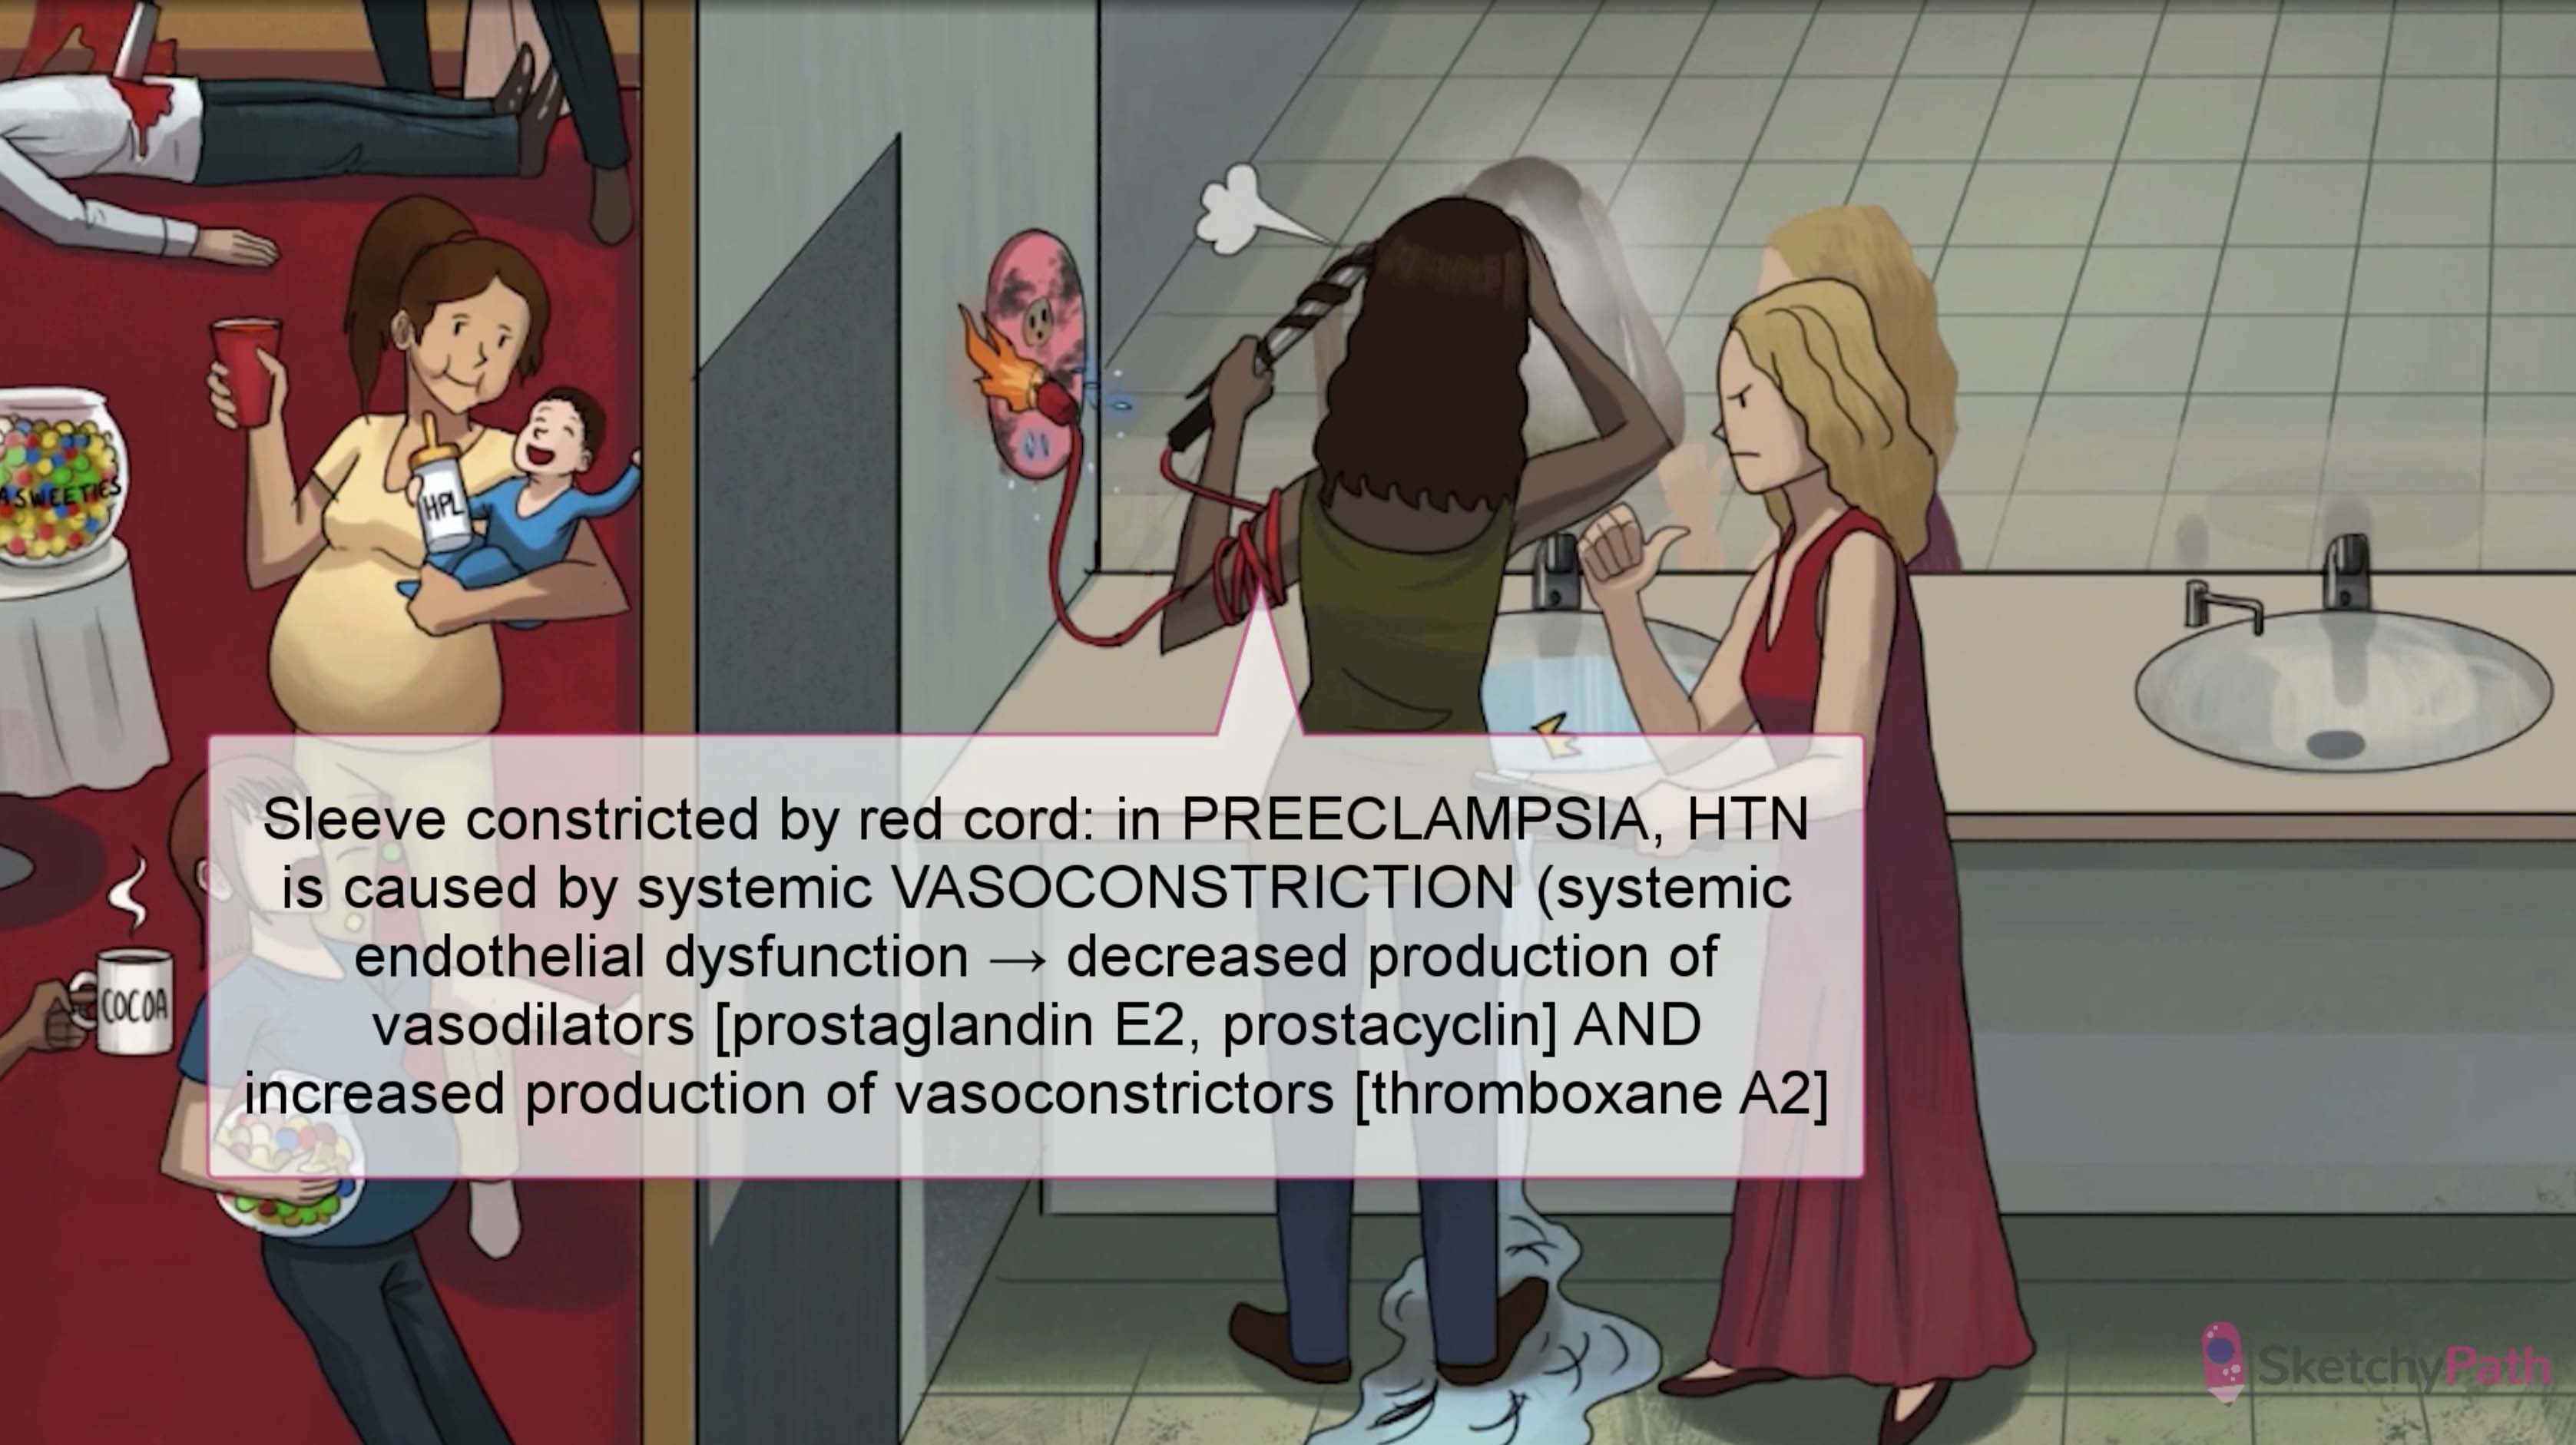 ASWEETIES
HPL
COCOA
Sleeve constricted by red cord: in PREECLAMPSIA, HTN
is caused by systemic VASOCONSTRICTION (systemic
endothelial dysfunction → decreased production of
vasodilators [prostaglandin E2, prostacyclin] AND
increased production of vasoconstrictors [thromboxane A2]
SketchyPath